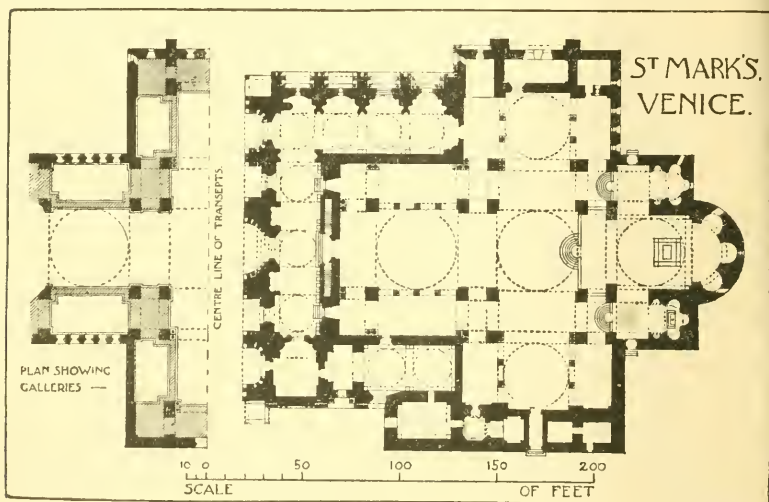 ST MARK'S,
VENICE.
CENTRE LINE OF TRANSEPTS.
PLAN SHOWING
GALLERIES —
10 0 50 100 150 200
SCALE OF FEET